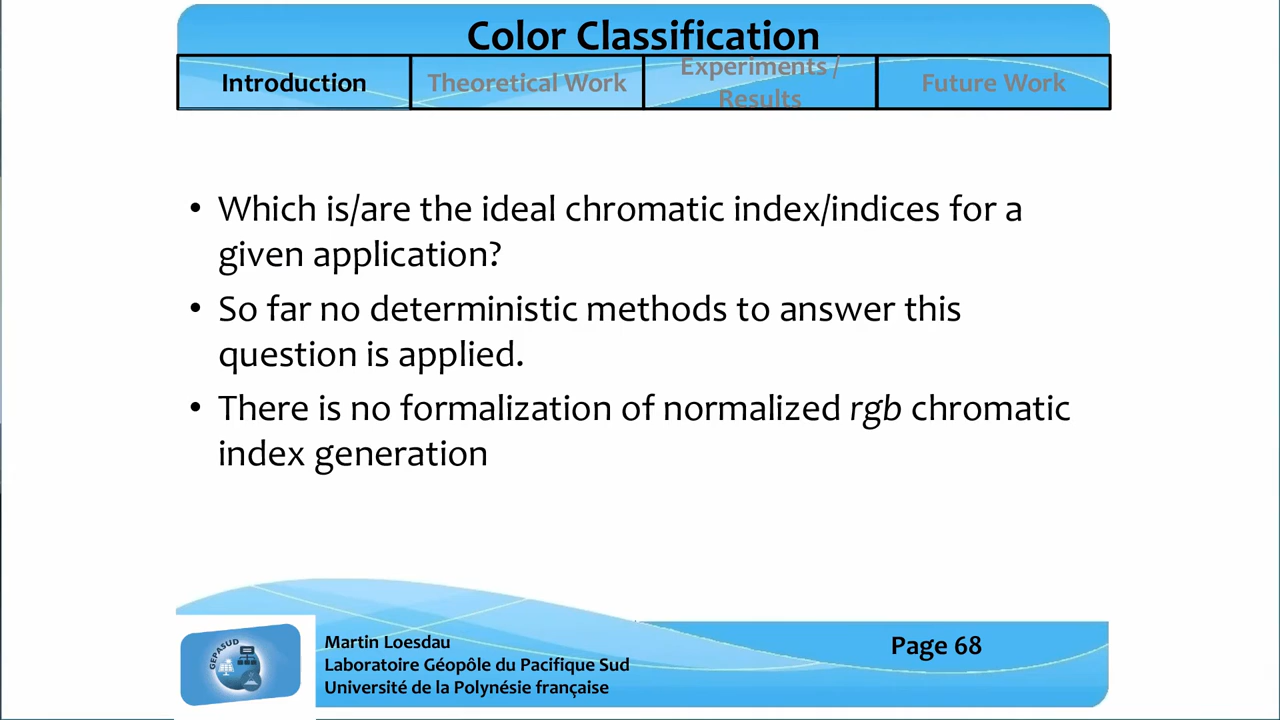 Color Classification
Introduction
Theoretical Work
Experiments /
Results
Future Work
• Which is/are the ideal chromatic index/indices for a
given application?
• So far no deterministic methods to answer this
question is applied.
• There is no formalization of normalized rgb chromatic
index generation
GEPASUD
Martin Loesdau
Laboratoire Géopôle du Pacifique Sud
Université de la Polynésie française
Page 68